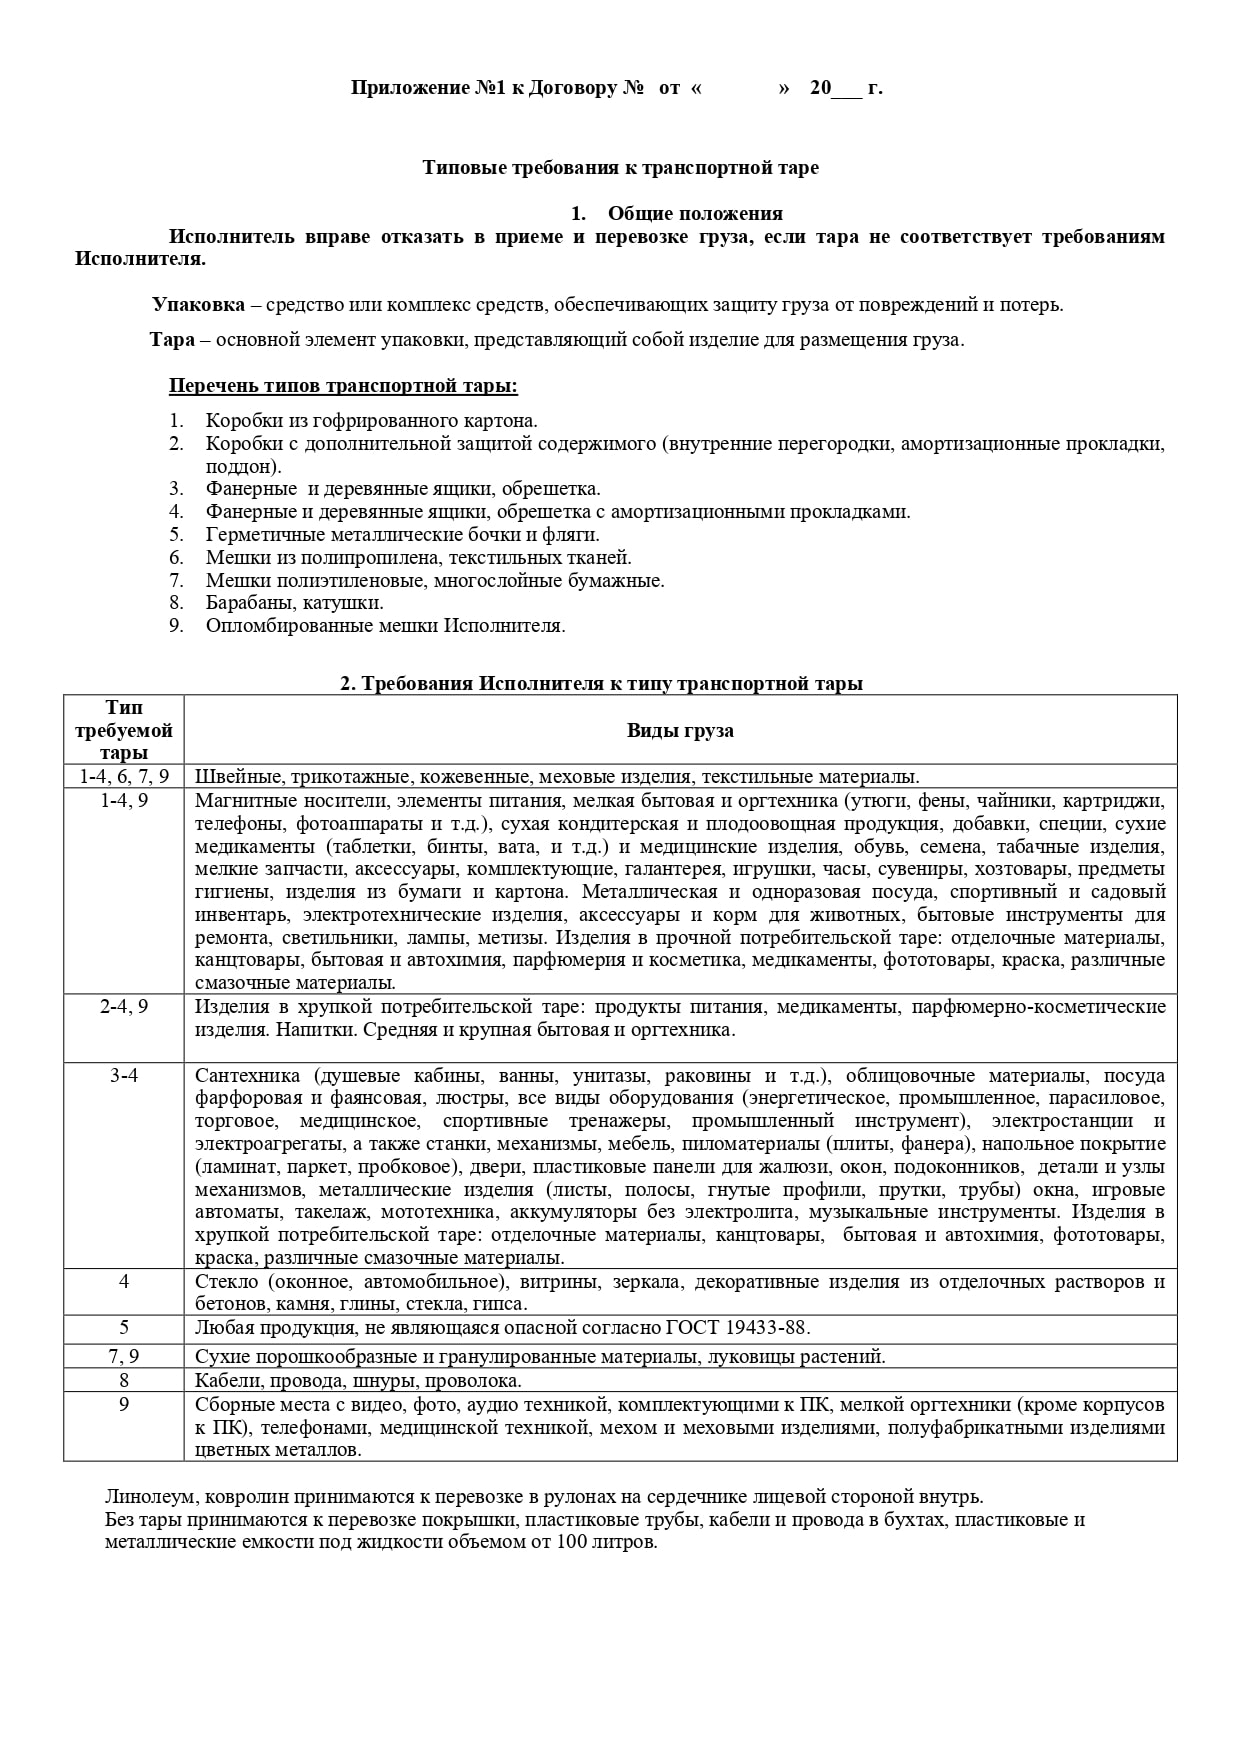 Приложение №1 к Договору № от « » 20___ г.
Типовые требования к транспортной таре
1. Общие положения
Исполнитель вправе отказать в приеме и перевозке груза, если тара не соответствует требованиям
Исполнителя.
Упаковка – средство или комплекс средств, обеспечивающих защиту груза от повреждений и потерь.
Тара – основной элемент упаковки, представляющий собой изделие для размещения груза.
Перечень типов транспортной тары:
1. Коробки из гофрированного картона.
2. Коробки с дополнительной защитой содержимого (внутренние перегородки, амортизационные прокладки,
поддон).
3. Фанерные и деревянные ящики, обрешетка.
4. Фанерные и деревянные ящики, обрешетка с амортизационными прокладками.
5. Герметичные металлические бочки и фляги.
6. Мешки из полипропилена, текстильных тканей.
7. Мешки полиэтиленовые, многослойные бумажные.
8. Барабаны, катушки.
9. Опломбированные мешки Исполнителя.
2. Требования Исполнителя к типу транспортной тары
Тип
требуемой
тары
Виды груза
1-4, 6, 7, 9 Швейные, трикотажные, кожевенные, меховые изделия, текстильные материалы.
1-4, 9 Магнитные носители, элементы питания, мелкая бытовая и оргтехника (утюги, фены, чайники, картриджи,
телефоны, фотоаппараты и т.д.), сухая кондитерская и плодоовощная продукция, добавки, специи, сухие
медикаменты (таблетки, бинты, вата, и т.д.) и медицинские изделия, обувь, семена, табачные изделия,
мелкие запчасти, аксессуары, комплектующие, галантерея, игрушки, часы, сувениры, хозтовары, предметы
гигиены, изделия из бумаги и картона. Металлическая и одноразовая посуда, спортивный и садовый
инвентарь, электротехнические изделия, аксессуары и корм для животных, бытовые инструменты для
ремонта, светильники, лампы, метизы. Изделия в прочной потребительской таре: отделочные материалы,
канцтовары, бытовая и автохимия, парфюмерия и косметика, медикаменты, фототовары, краска, различные
смазочные материалы.
2-4, 9 Изделия в хрупкой потребительской таре: продукты питания, медикаменты, парфюмерно-косметические
изделия. Напитки. Средняя и крупная бытовая и оргтехника.
3-4 Сантехника (душевые кабины, ванны, унитазы, раковины и т.д.), облицовочные материалы, посуда
фарфоровая и фаянсовая, люстры, все виды оборудования (энергетическое, промышленное, парасиловое,
торговое, медицинское, спортивные тренажеры, промышленный инструмент), электростанции и
электроагрегаты, а также станки, механизмы, мебель, пиломатериалы (плиты, фанера), напольное покрытие
(ламинат, паркет, пробковое), двери, пластиковые панели для жалюзи, окон, подоконников, детали и узлы
механизмов, металлические изделия (листы, полосы, гнутые профили, прутки, трубы) окна, игровые
автоматы, такелаж, мототехника, аккумуляторы без электролита, музыкальные инструменты. Изделия в
хрупкой потребительской таре: отделочные материалы, канцтовары, бытовая и автохимия, фототовары,
краска, различные смазочные материалы.
4 Стекло (оконное, автомобильное), витрины, зеркала, декоративные изделия из отделочных растворов и
бетонов, камня, глины, стекла, гипса.
5 Любая продукция, не являющаяся опасной согласно ГОСТ 19433-88.
7, 9 Сухие порошкообразные и гранулированные материалы, луковицы растений.
8 Кабели, провода, шнуры, проволока.
9 Сборные места с видео, фото, аудио техникой, комплектующими к ПК, мелкой оргтехники (кроме корпусов
к ПК), телефонами, медицинской техникой, мехом и меховыми изделиями, полуфабрикатными изделиями
цветных металлов.
Линолеум, ковролин принимаются к перевозке в рулонах на сердечнике лицевой стороной внутрь.
Без тары принимаются к перевозке покрышки, пластиковые трубы, кабели и провода в бухтах, пластиковые и
металлические емкости под жидкости объемом от 100 литров.